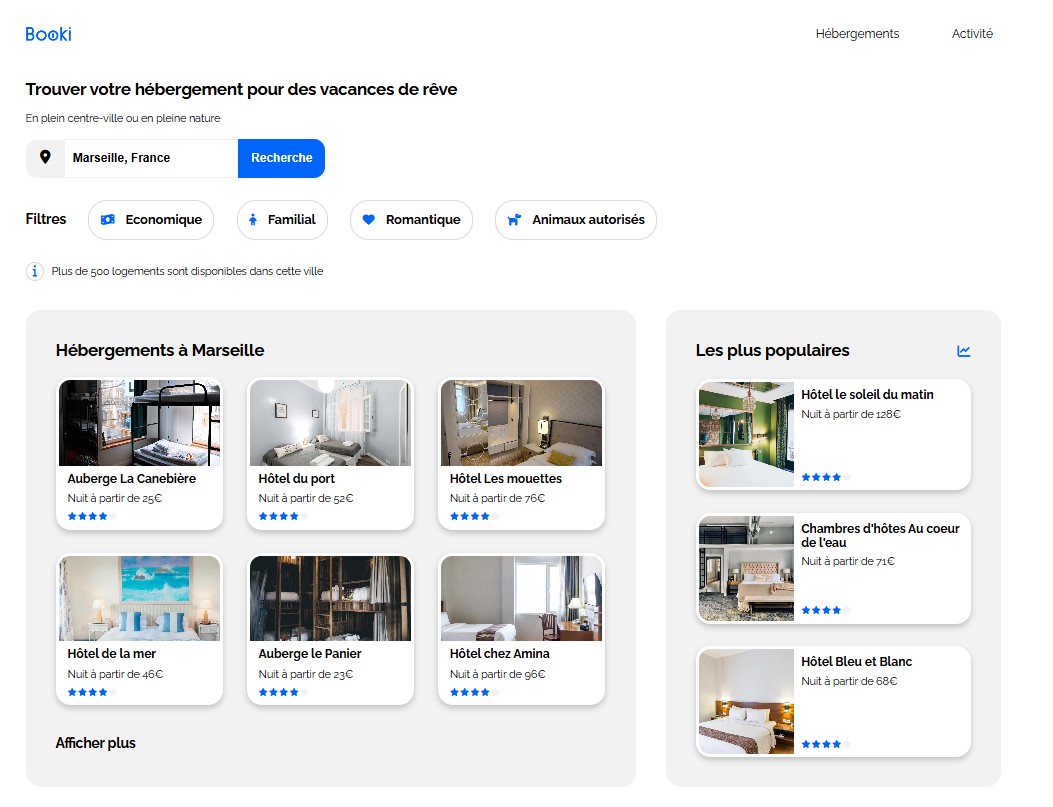 Booki
Hébergements
Activité
Trouver votre hébergement pour des vacances de rêve
En plein centre-ville ou en pleine nature
Marseille, France
Recherche
Filtres
Economique
Familial
Romantique
Animaux autorisés
Plus de 500 logements sont disponibles dans cette ville
Hébergements à Marseille
Auberge La Canebière
Nuit à partir de 25€
Hôtel du port
Nuit à partir de 52€
Hôtel Les mouettes
Nuit à partir de 76€
Hôtel de la mer
Nuit à partir de 46€
Auberge le Panier
Nuit à partir de 23€
Hôtel chez Amina
Nuit à partir de 96€
Afficher plus
Les plus populaires
Hôtel le soleil du matin
Nuit à partir de 128€
Chambres d'hôtes Au coeur
de l'eau
Nuit à partir de 71€
Hôtel Bleu et Blanc
Nuit à partir de 68€